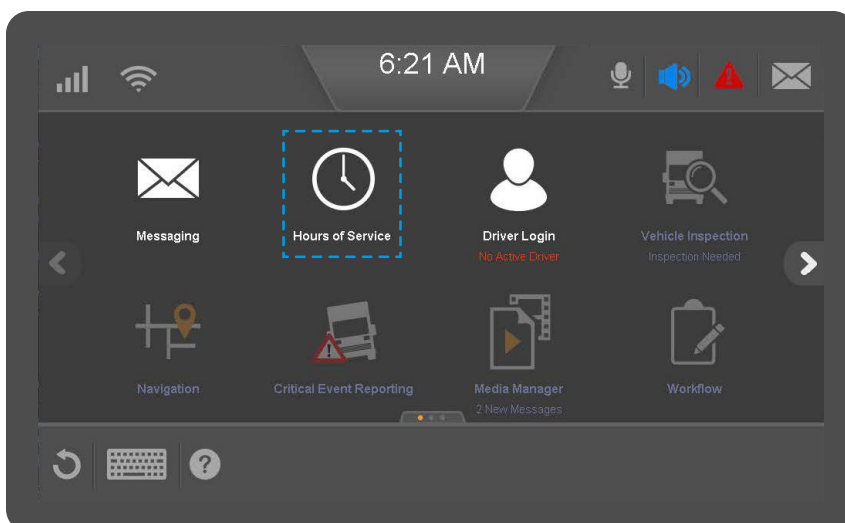 6:21 AM
Messaging
Hours of Service
Driver Login
No Active Driver
Vehicle Inspection
Inspection Needed
Navigation
Critical Event Reporting
Media Manager
2 New Messages
Workflow
?